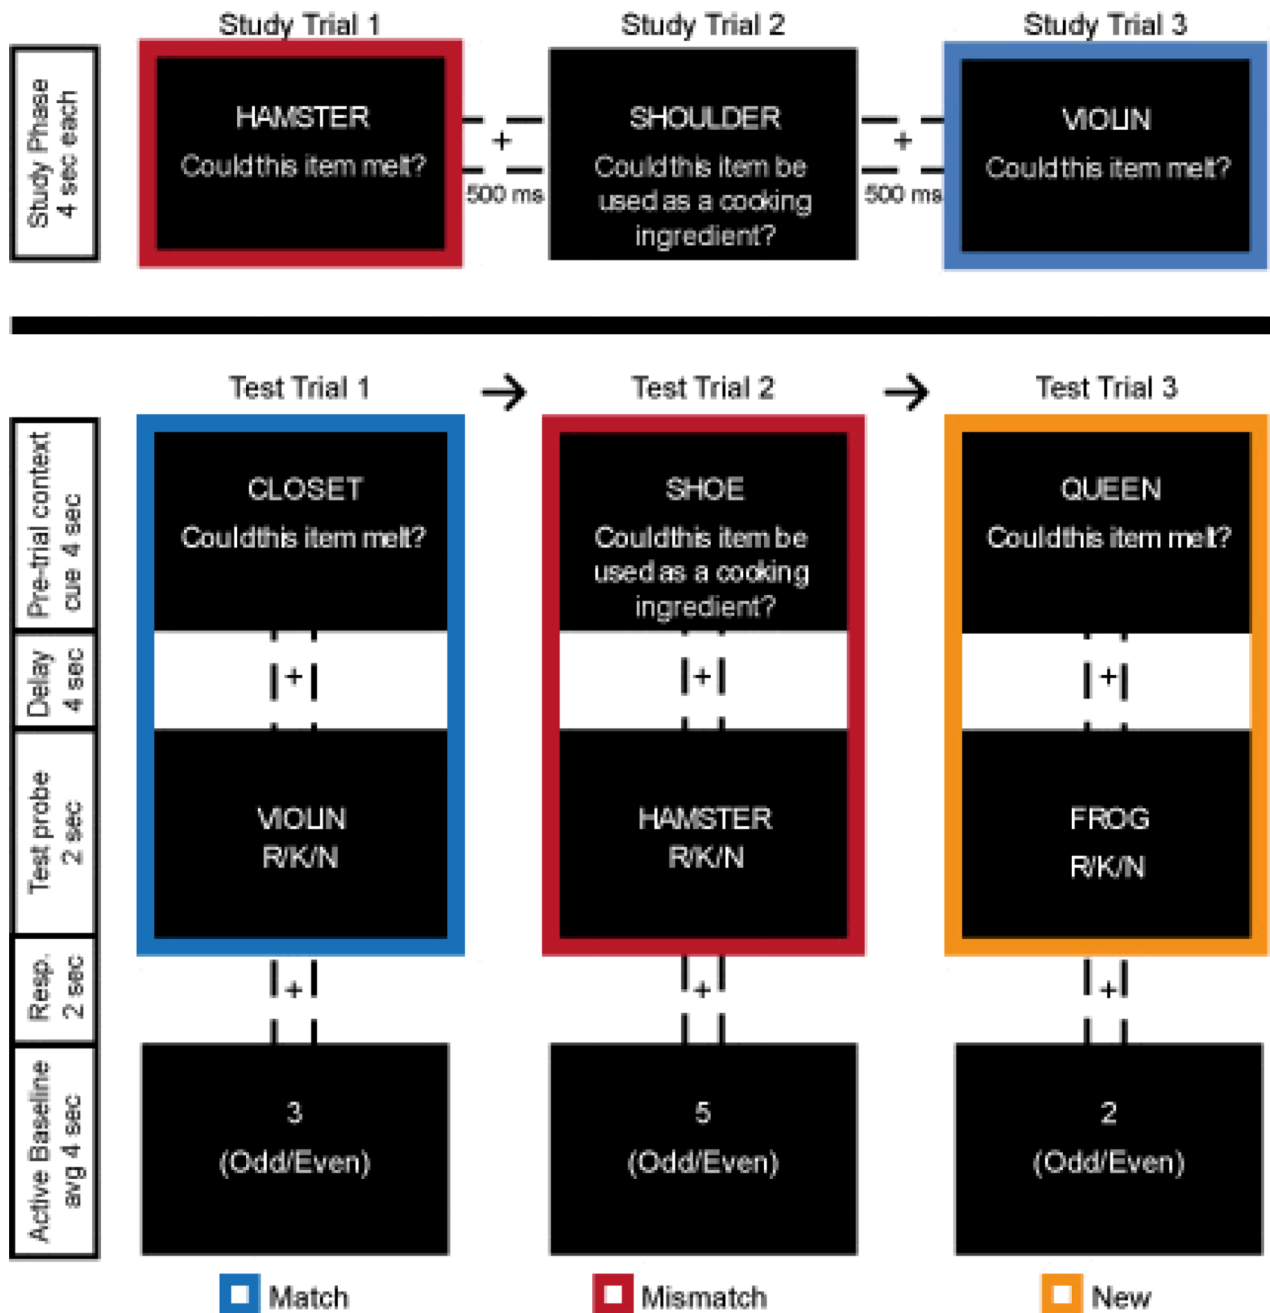 Study Trial 1
Study Trial 2
Study Trial 3
Study Phase
4 sec each
HAMSTER
Could this item melt?
+
500 ms
SHOULDER
Could this item be
used as a cooking
ingredient?
+
500 ms
VIOLIN
Could this item melt?
Test Trial 1
→
Test Trial 2
→
Test Trial 3
Pre-trial context
cue 4 sec
CLOSET
Could this item melt?
SHOE
Could this item be
used as a cooking
ingredient?
QUEEN
Could this item melt?
Delay
4 sec
+
+
+
Test probe
2 sec
VIOLIN
R/K/N
HAMSTER
R/K/N
FROG
R/K/N
Resp.
2 sec
+
+
+
Active Baseline
avg 4 sec
3
(Odd/Even)
5
(Odd/Even)
2
(Odd/Even)
Match
Mismatch
New